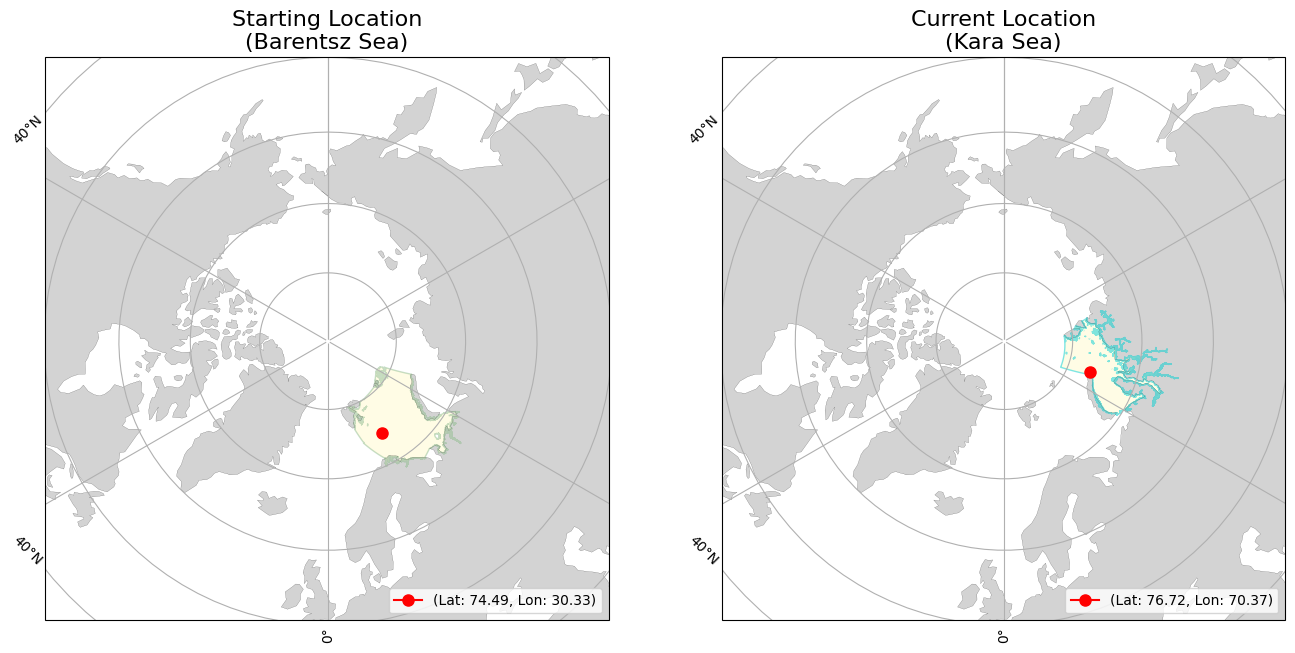 Starting Location
(Barentsz Sea)
40°N
40°N
0°
(Lat: 74.49, Lon: 30.33)
Current Location
(Kara Sea)
40°N
40°N
0°
(Lat: 76.72, Lon: 70.37)